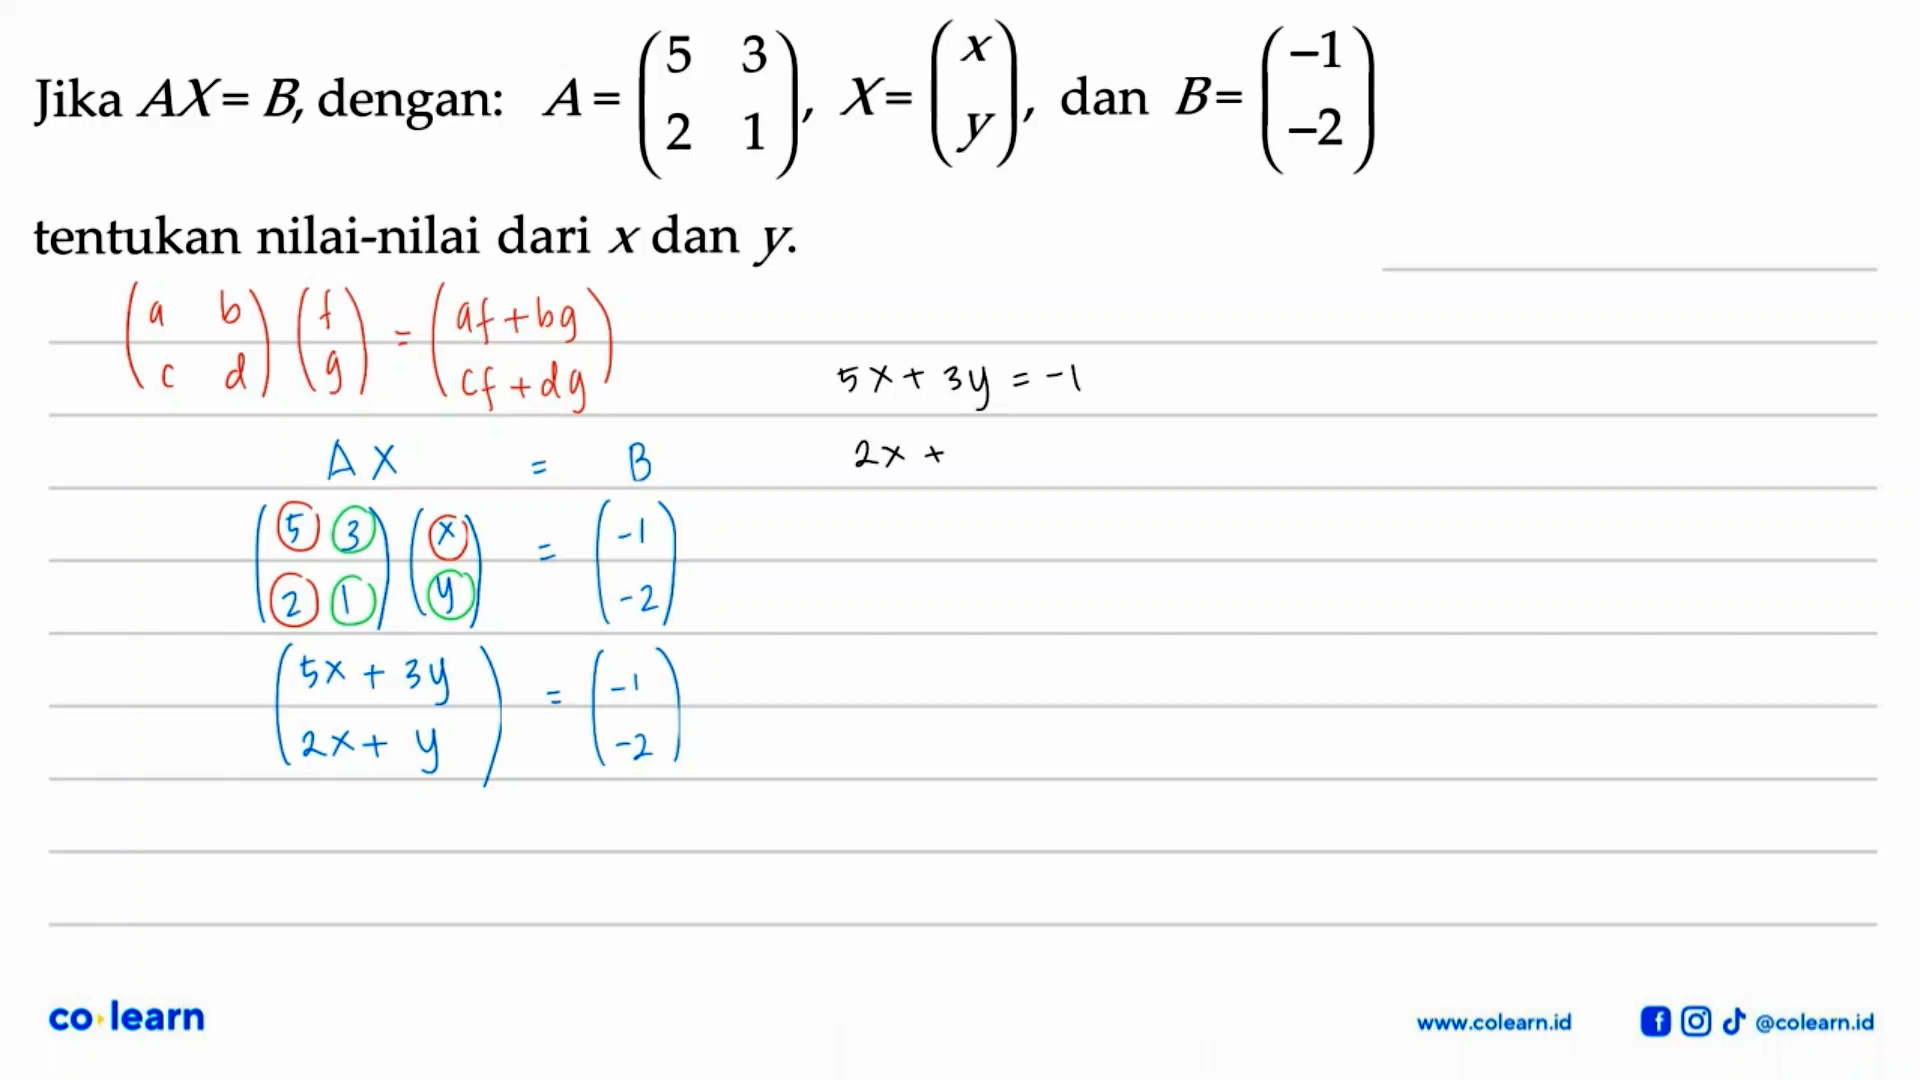 Jika AX = B, dengan: A = (5 3 2 1), X = (x y), dan B = (–1 –2)
tentukan nilai-nilai dari x dan y.
(a b c d) (f g) = (af + bg cf + dg)
5x + 3y = -1
2x +
AX = B
(5 3 2 1) (x y) = (-1 -2)
(5x + 3y 2x + y) = (-1 -2)
co learn
www.colearn.id
@colearn.id